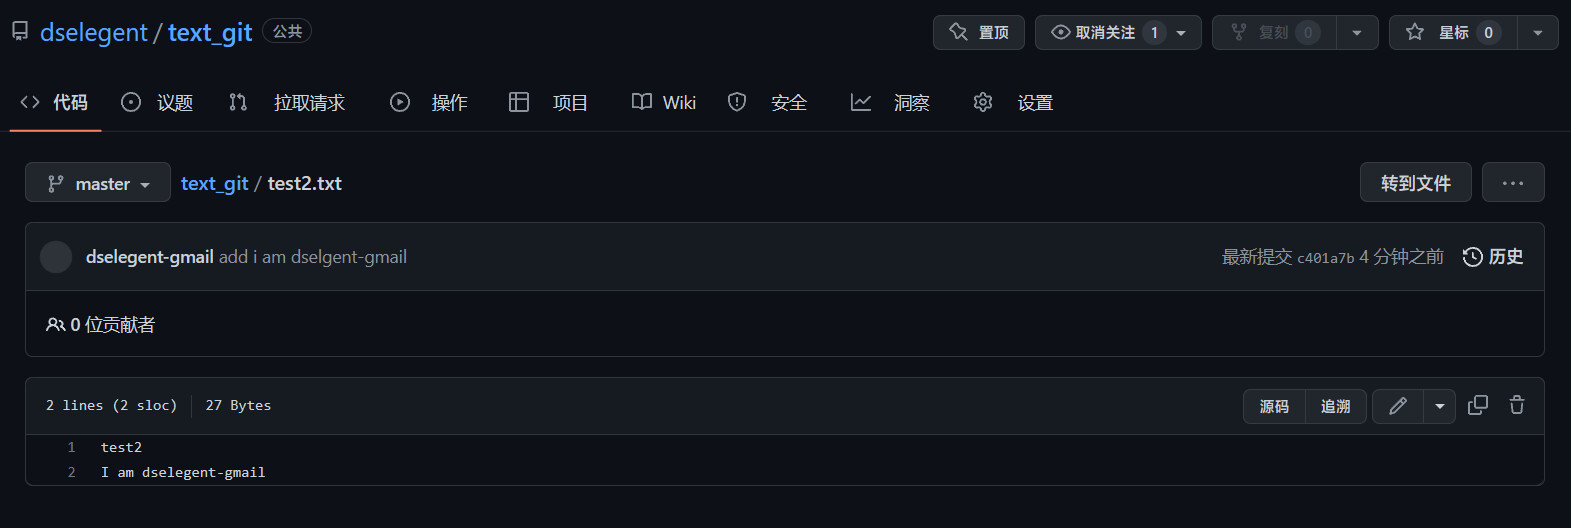 dselegent / text_git 公共 置顶 取消关注 1 复刻 0 星标 0
代码 议题 拉取请求 操作 项目 Wiki 安全 洞察 设置
master text_git / test2.txt 转到文件 ...
dselegent-gmail add i am dselgent-gmail 最新提交 c401a7b 4 分钟之前 历史
0 位贡献者
2 lines (2 sloc) 27 Bytes 源码 追溯
1 test2
2 I am dselegent-gmail